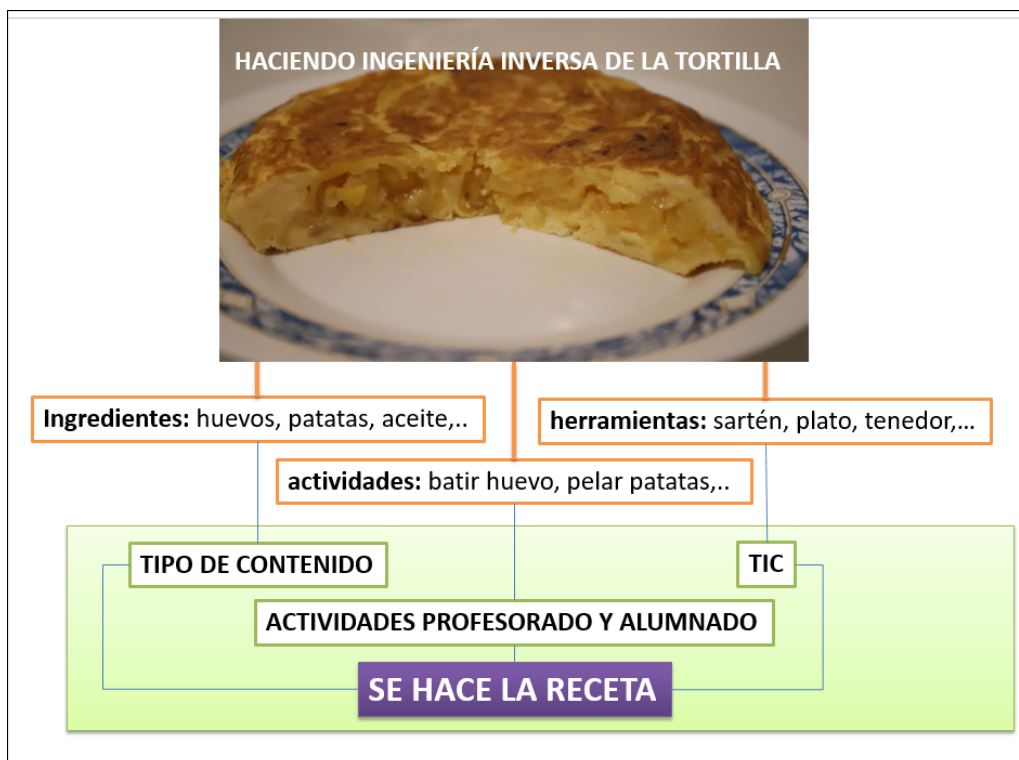 HACIENDO INGENIERÍA INVERSA DE LA TORTILLA
Ingredientes: huevos, patatas, aceite,..
herramientas: sartén, plato, tenedor,...
actividades: batir huevo, pelar patatas,..
TIPO DE CONTENIDO
TIC
ACTIVIDADES PROFESORADO Y ALUMNADO
SE HACE LA RECETA